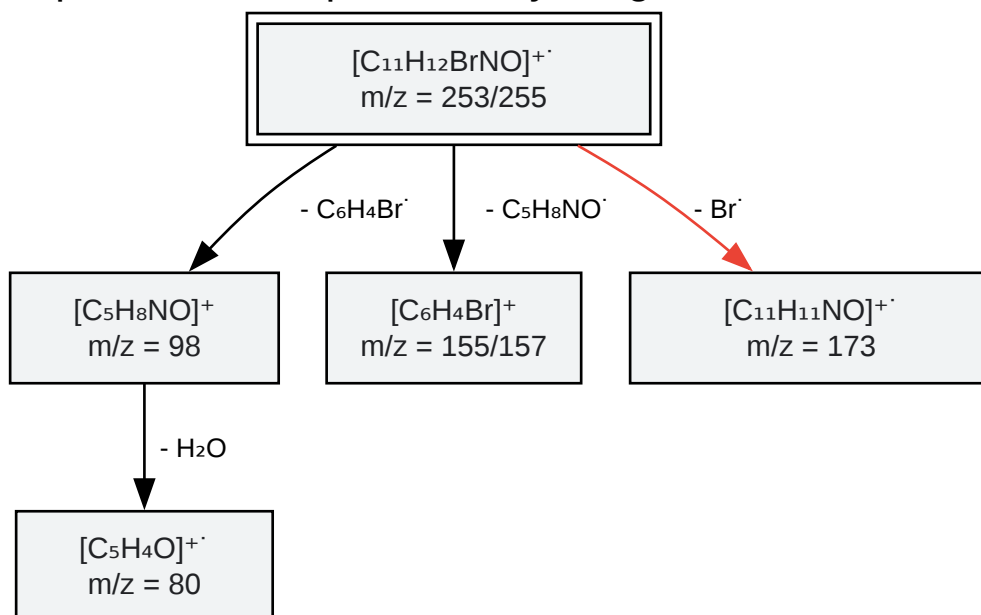 [C₁₁H₁₂BrNO]⁺˙
m/z = 253/255
- C₆H₄Br˙
- C₅H₈NO˙
- Br˙
[C₅H₈NO]⁺
m/z = 98
[C₆H₄Br]⁺
m/z = 155/157
[C₁₁H₁₁NO]⁺˙
m/z = 173
- H₂O
[C₅H₄O]⁺˙
m/z = 80